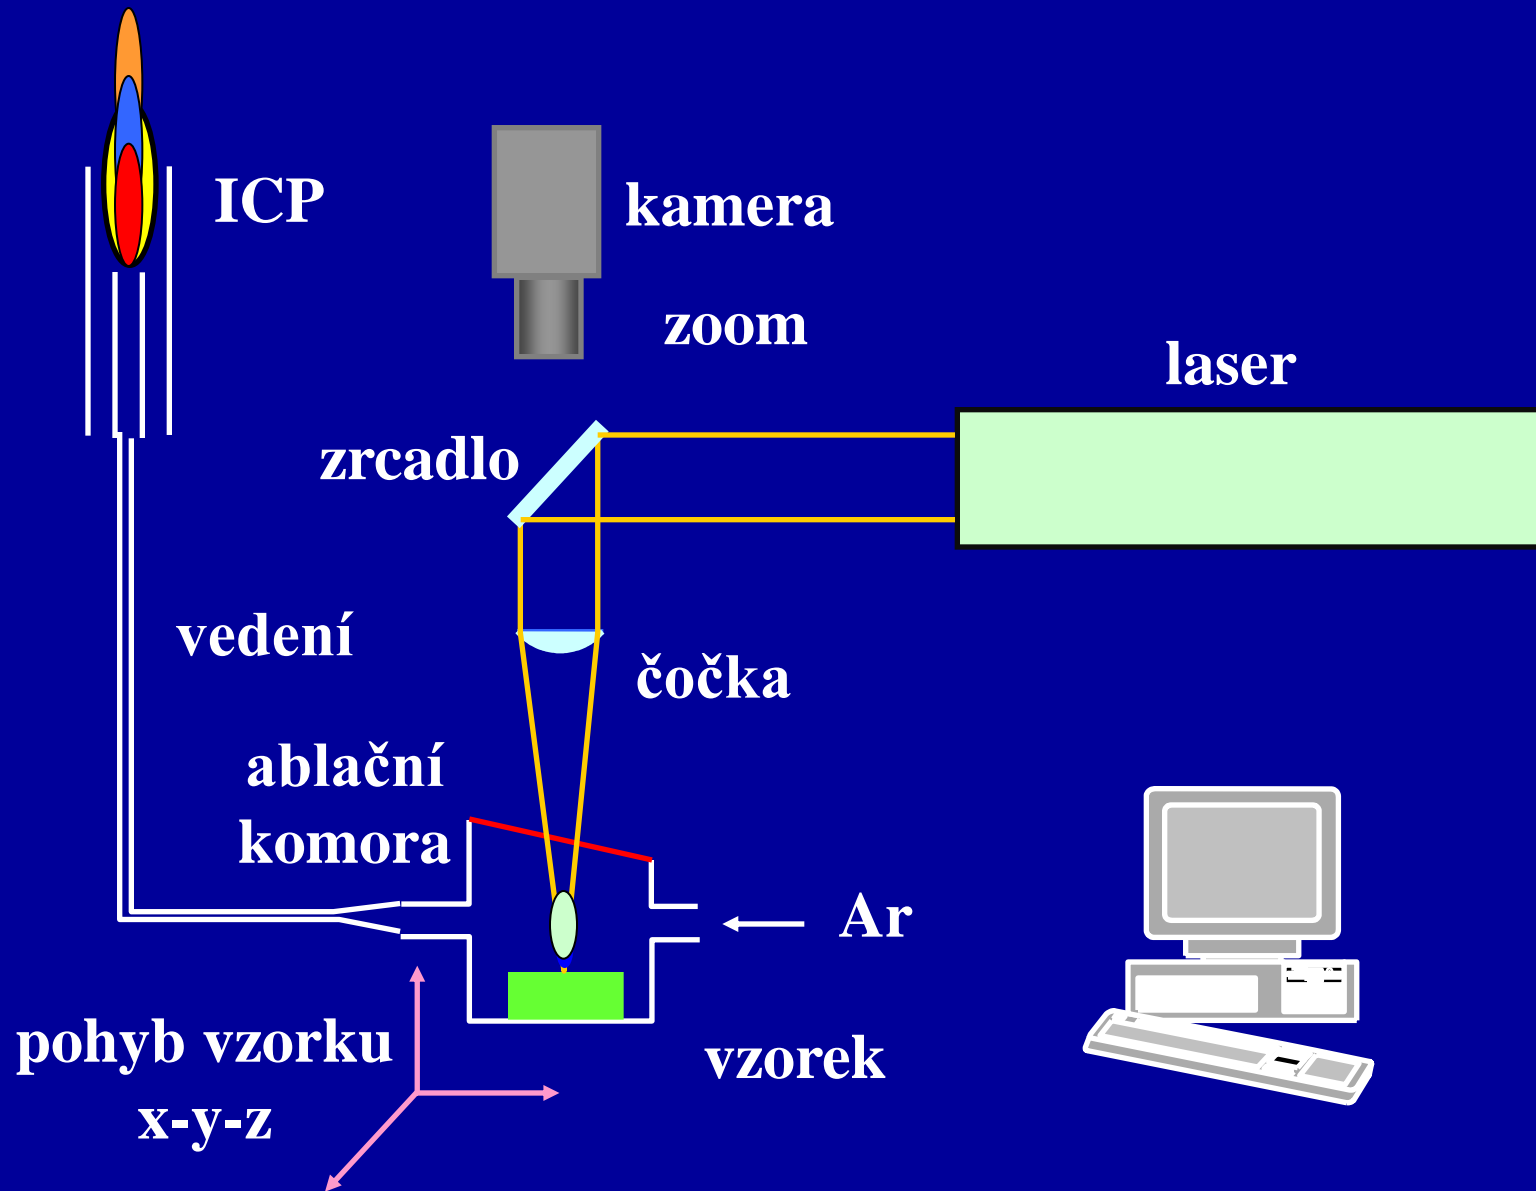 ICP
kamera
zoom
laser
zrcadlo
vedení
čočka
ablační
komora
Ar
pohyb vzorku
x-y-z
vzorek